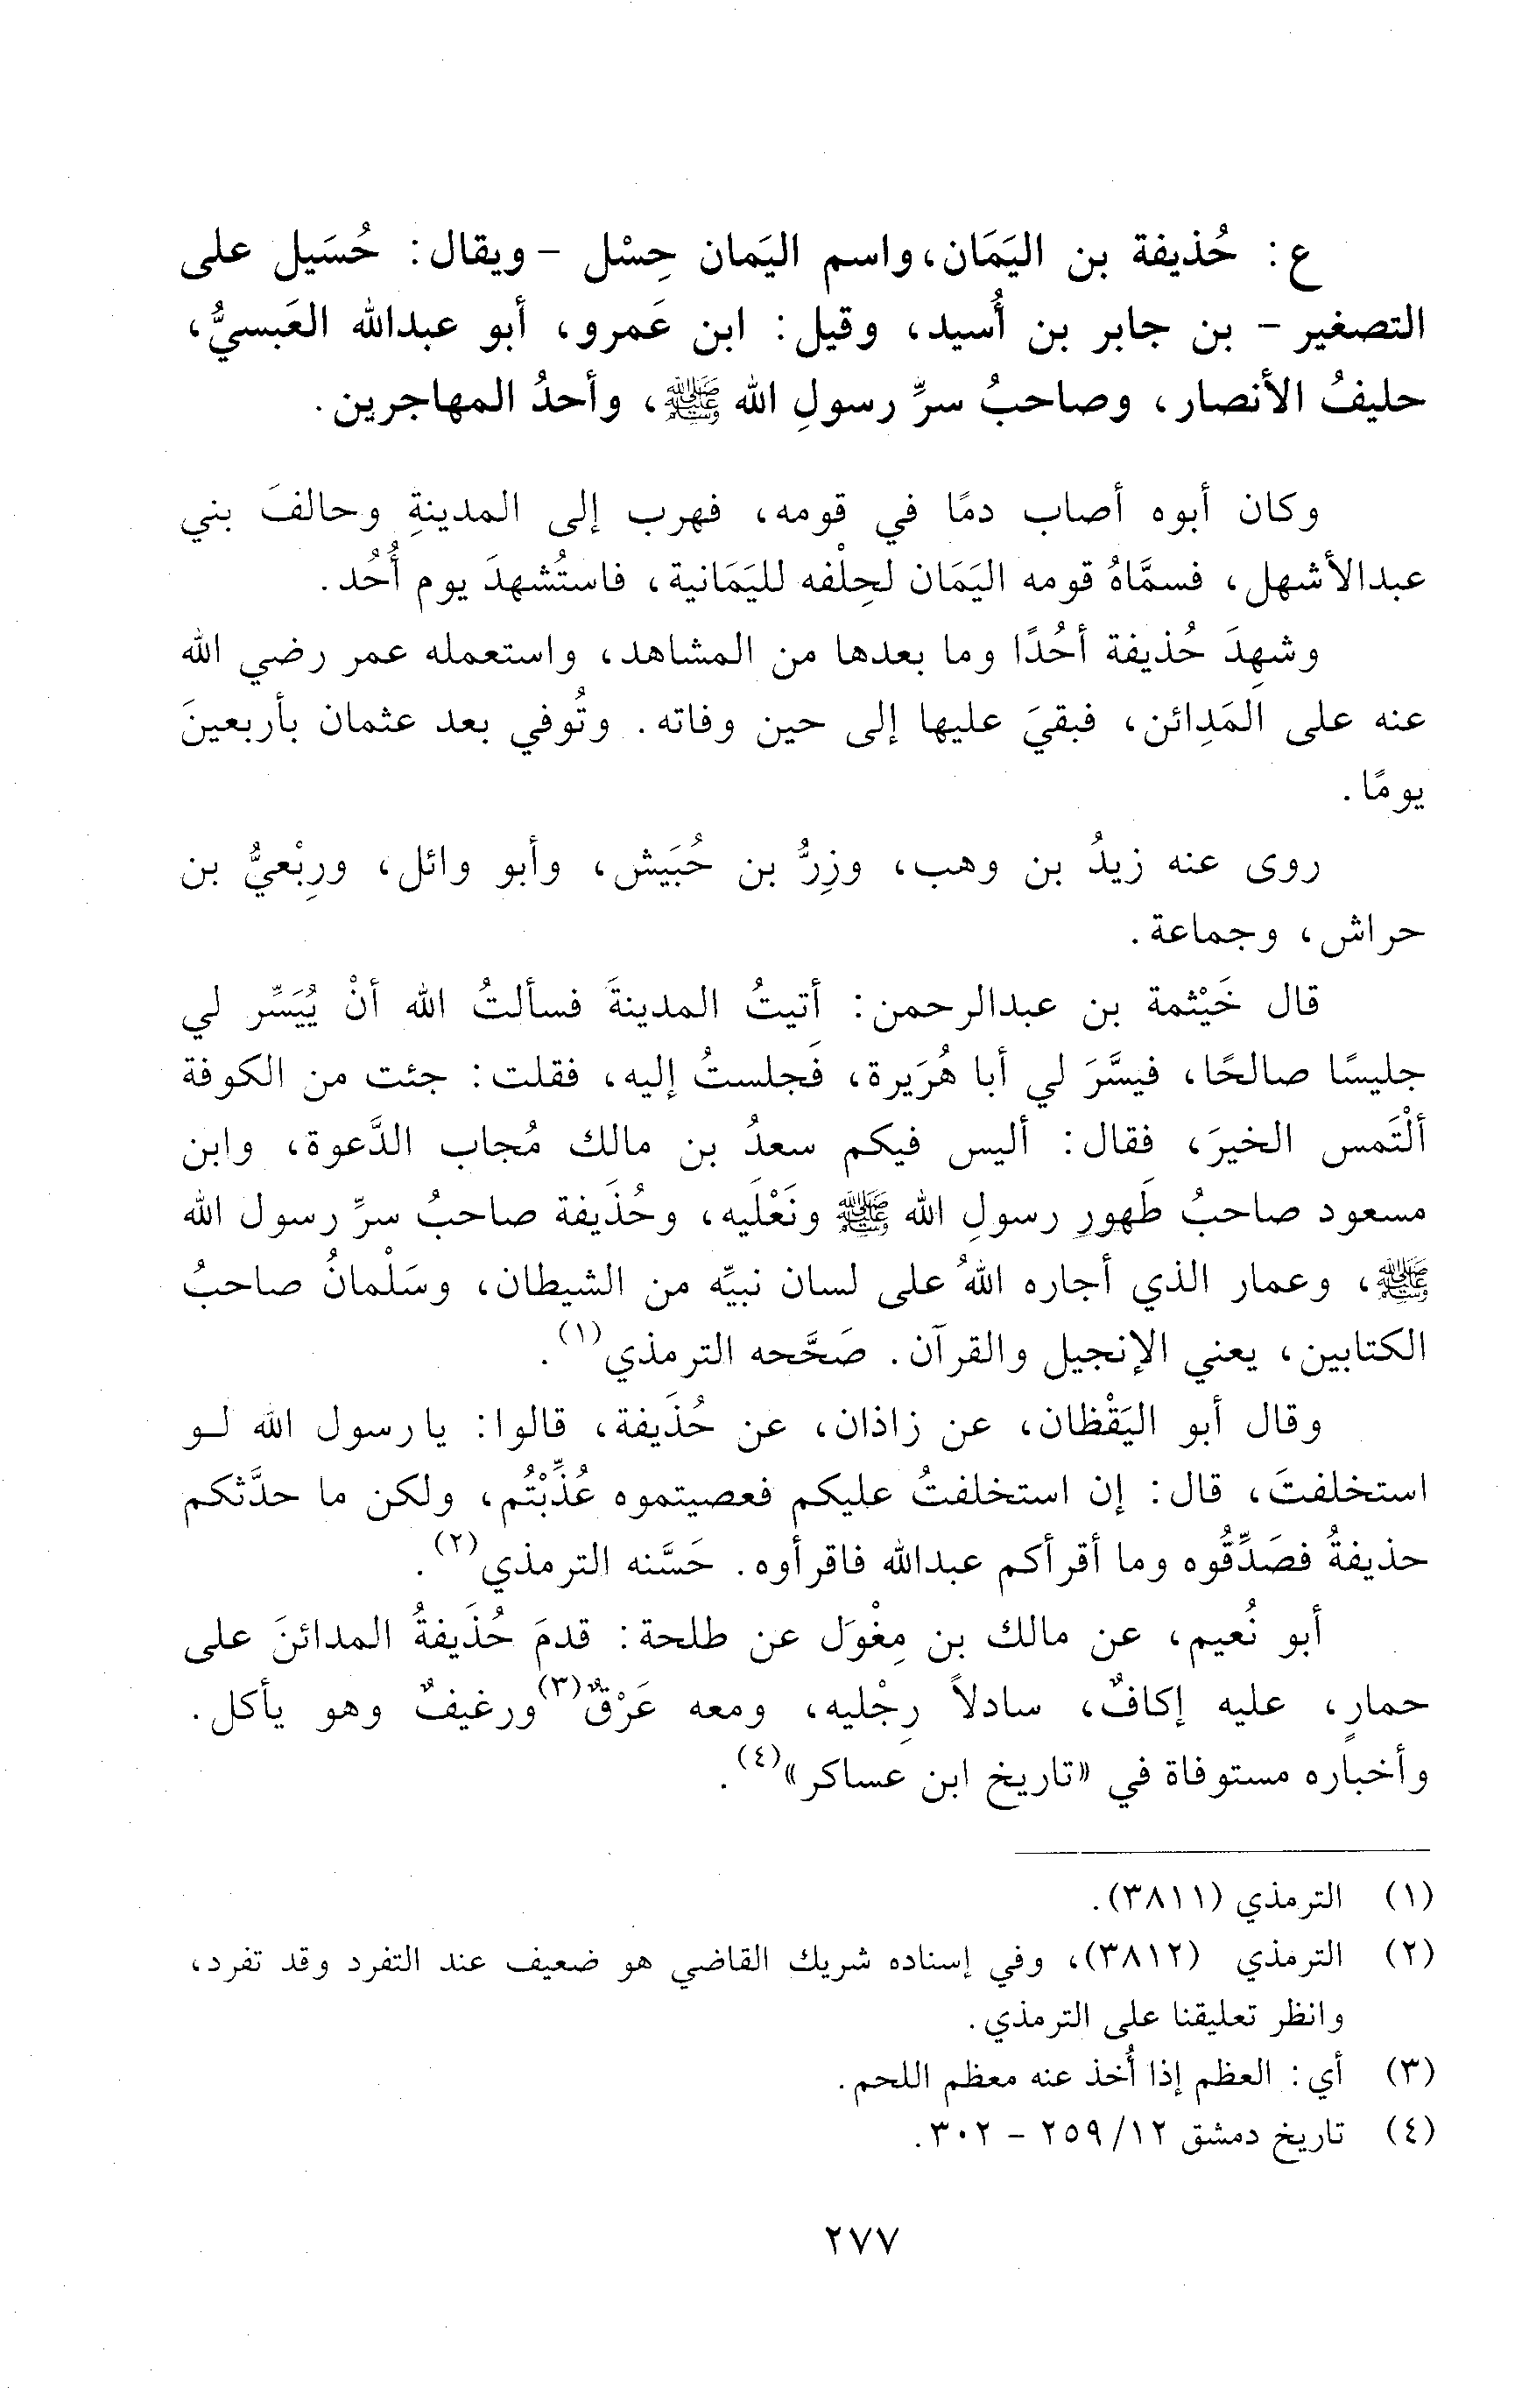 ع: حُذيفة بن اليَمَان، واسم اليَمان حِسْل - ويقال: حُسَيل على
التصغير - بن جابر بن أُسيد، وقيل: ابن عَمرو، أبو عبدالله العَبسيُّ،
حليفُ الأنصار، وصاحبُ سرِّ رسولِ الله ﷺ، وأحدُ المهاجرين.
وكان أبوه أصاب دمًا في قومه، فهرب إلى المدينةِ وحالفَ بني
عبدالأشهل، فسمَّاهُ قومه اليَمَان لحِلْفه لليَمَانية، فاستُشهدَ يوم أُحُد.
وشهِدَ حُذيفة أحُدًا وما بعدها من المشاهد، واستعمله عمر رضي الله
عنه على المَدِائن، فبقيَ عليها إلى حين وفاته. وتُوفي بعد عثمان بأربعينَ
يومًا.
روى عنه زيدُ بن وهب، وزِرُّ بن حُبَيش، وأبو وائل، ورِبْعيُّ بن
حراش، وجماعة.
قال خَيْثمة بن عبدالرحمن: أتيتُ المدينةَ فسألتُ الله أنْ يُيَسِّر لي
جليسًا صالحًا، فيسَّرَ لي أبا هُرَيرة، فَجلستُ إليه، فقلت: جئت من الكوفة
ألْتَمس الخيرَ، فقال: أليس فيكم سعدُ بن مالك مُجاب الدَّعوة، وابن
مسعود صاحبُ طَهورِ رسولِ الله ﷺ ونَعْلَيه، وحُذَيفة صاحبُ سرِّ رسول الله
ﷺ، وعمار الذي أجاره اللهُ على لسان نبيِّه من الشيطان، وسَلْمانُ صاحبُ
الكتابين، يعني الإنجيل والقرآن. صَحَّحه الترمذي(١).
وقال أبو اليَقْظان، عن زاذان، عن حُذَيفة، قالوا: يارسول الله لو
استخلفتَ، قال: إن استخلفتُ عليكم فعصيتموه عُذِّبْتُم، ولكن ما حدَّثكم
حذيفةُ فصَدِّقُوه وما أقرأكم عبدالله فاقرأوه. حَسَّنه الترمذي(٢).
أبو نُعيم، عن مالك بن مِغْوَل عن طلحة: قدمَ حُذَيفةُ المدائنَ على
حمارٍ، عليه إكافٌ، سادلاً رِجْليه، ومعه عَرْقٌ(٣) ورغيفٌ وهو يأكل.
وأخباره مستوفاة في «تاريخ ابن عساكر»(٤).
(١) الترمذي (٣٨١١).
(٢) الترمذي (٣٨١٢)، وفي إسناده شريك القاضي هو ضعيف عند التفرد وقد تفرد،
وانظر تعليقنا على الترمذي.
(٣) أي: العظم إذا أُخذ عنه معظم اللحم.
(٤) تاريخ دمشق ١٢/ ٢٥٩ - ٣٠٢.
٢٧٧